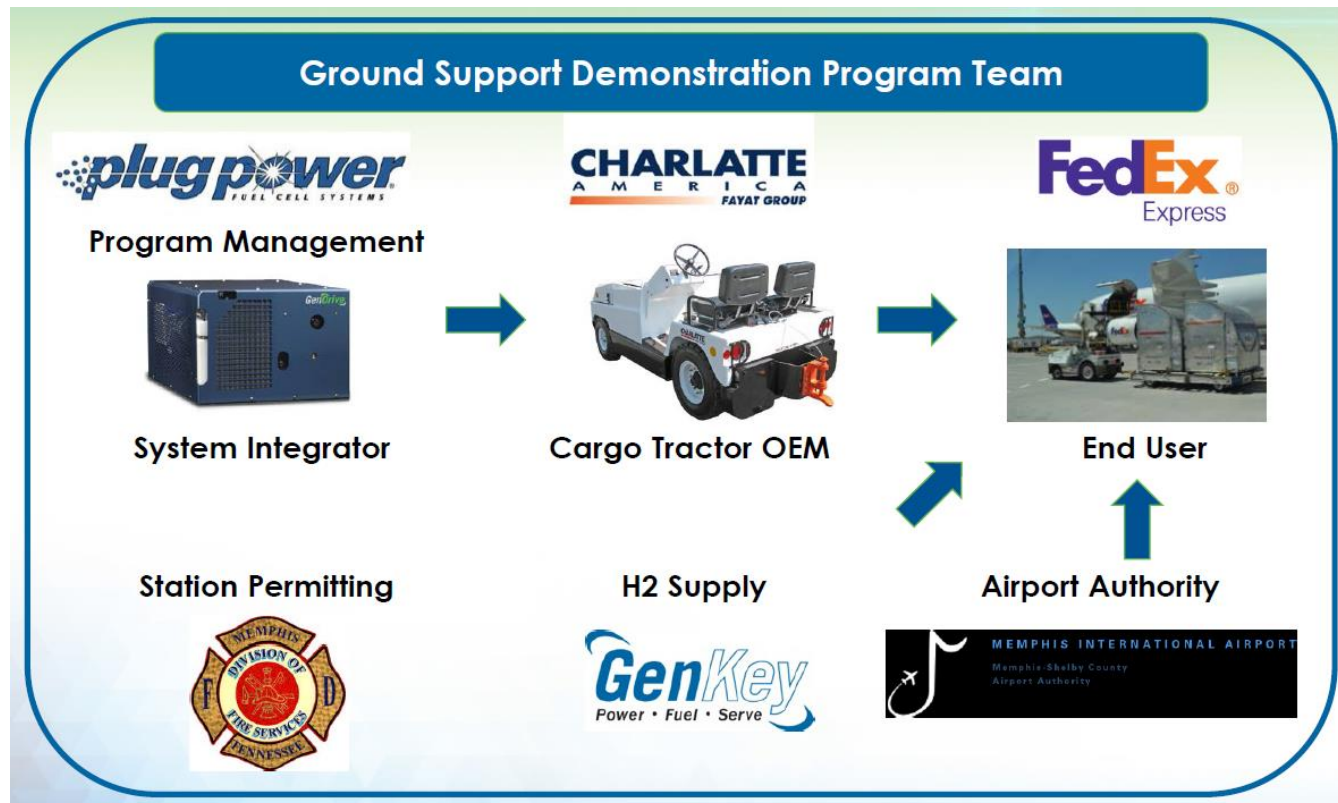 Ground Support Demonstration Program Team
plug power®
FUEL CELL SYSTEMS
CHARLATTE
AMERICA
FAYAT GROUP
FedEx®
Express
Program Management
GenDrive
CHARLATTE
FedEx
System Integrator
Cargo Tractor OEM
End User
Station Permitting
H2 Supply
Airport Authority
MEMPHIS
DIVISION OF
F D
FIRE SERVICES
TENNESSEE
GenKey
Power • Fuel • Serve
MEMPHIS INTERNATIONAL AIRPORT
Memphis-Shelby County
Airport Authority